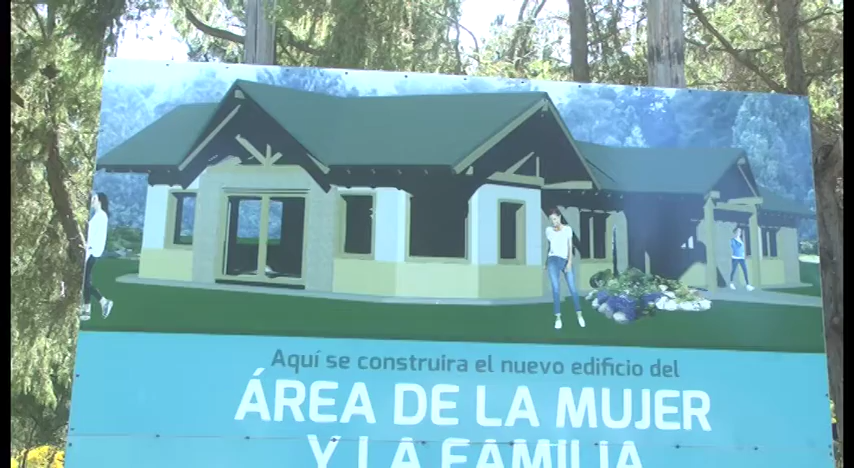 Aquí se construira el nuevo edificio del
ÁREA DE LA MUJER
Y LA FAMILIA